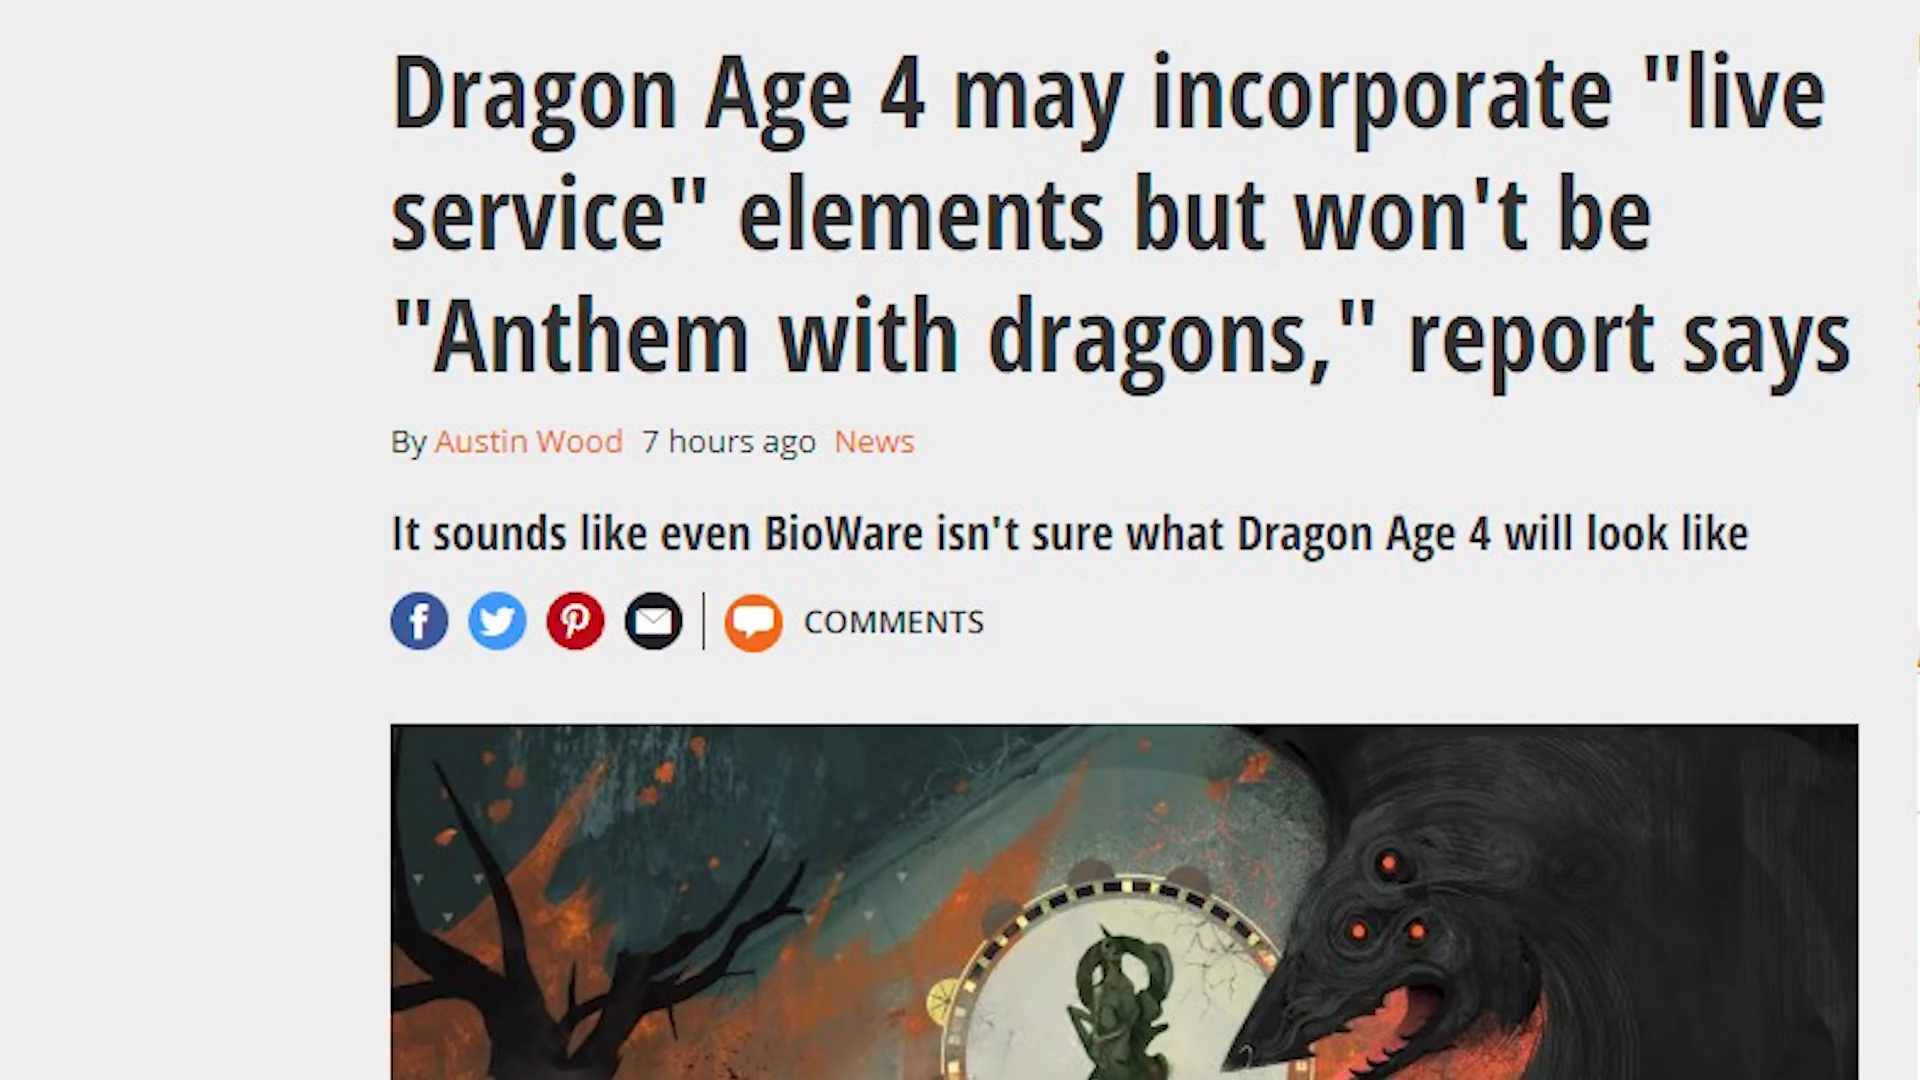 Dragon Age 4 may incorporate "live
service" elements but won't be
"Anthem with dragons," report says
By Austin Wood 7 hours ago News
It sounds like even BioWare isn't sure what Dragon Age 4 will look like
COMMENTS